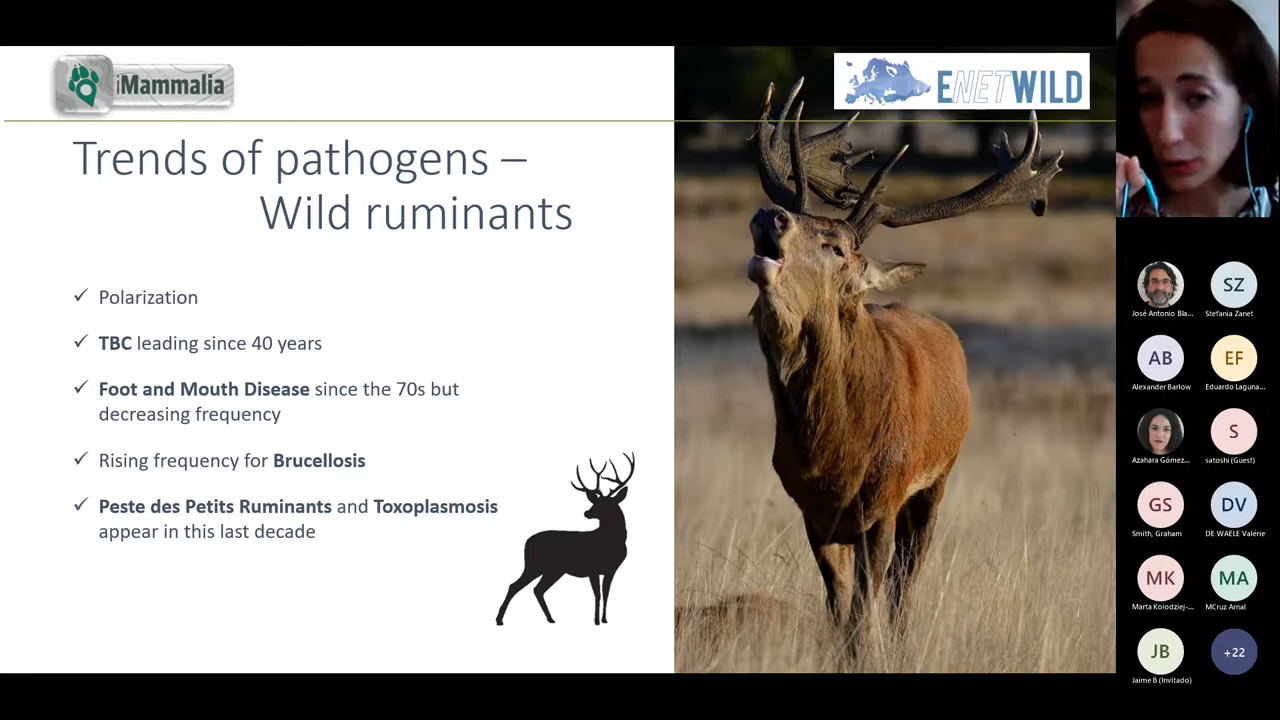 iMammalia
ENETWILD
Trends of pathogens –
Wild ruminants
✓ Polarization
✓ TBC leading since 40 years
✓ Foot and Mouth Disease since the 70s but
decreasing frequency
✓ Rising frequency for Brucellosis
✓ Peste des Petits Ruminants and Toxoplasmosis
appear in this last decade
José Antonio Bla...
SZ
Stefania Zanet
AB
Alexander Barlow
EF
Eduardo Laguna...
Azahara Gómez...
S
satoshi (Guest)
GS
Smith, Graham
DV
DE WAELE Valérie
MK
Marta Kołodziej-...
MA
MCruz Arnal
JB
Jaime B (Invitado)
+22